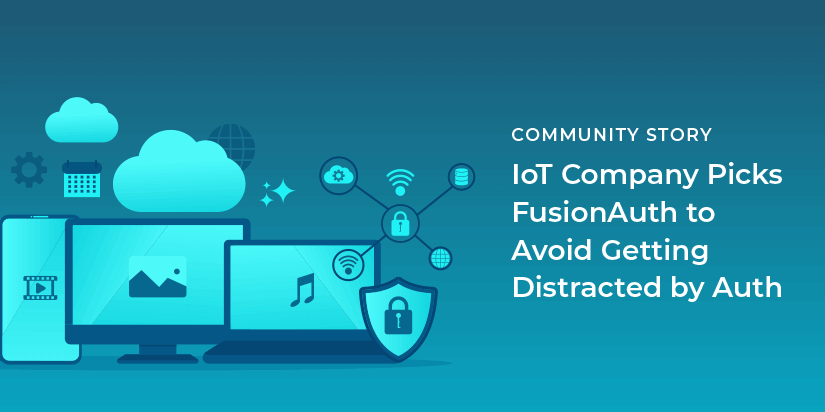 COMMUNITY STORY
IoT Company Picks
FusionAuth to
Avoid Getting
Distracted by Auth